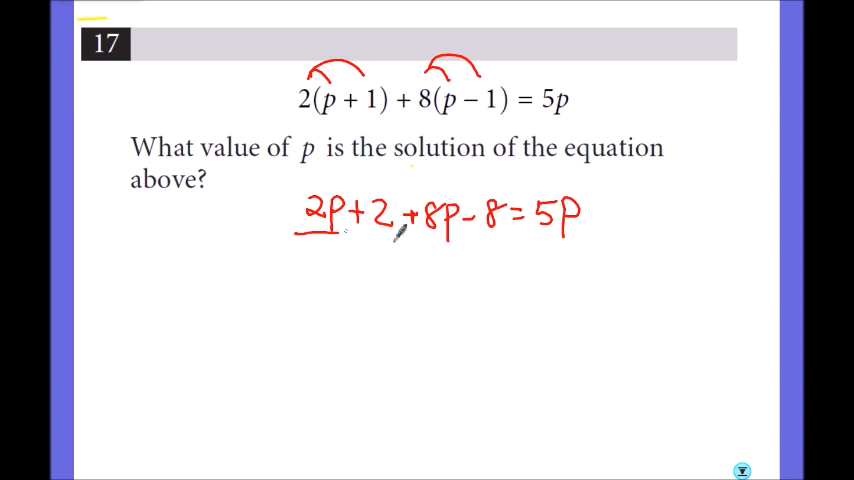 17
2(p + 1) + 8(p − 1) = 5p
What value of p is the solution of the equation
above?
2p+2+8p-8=5p